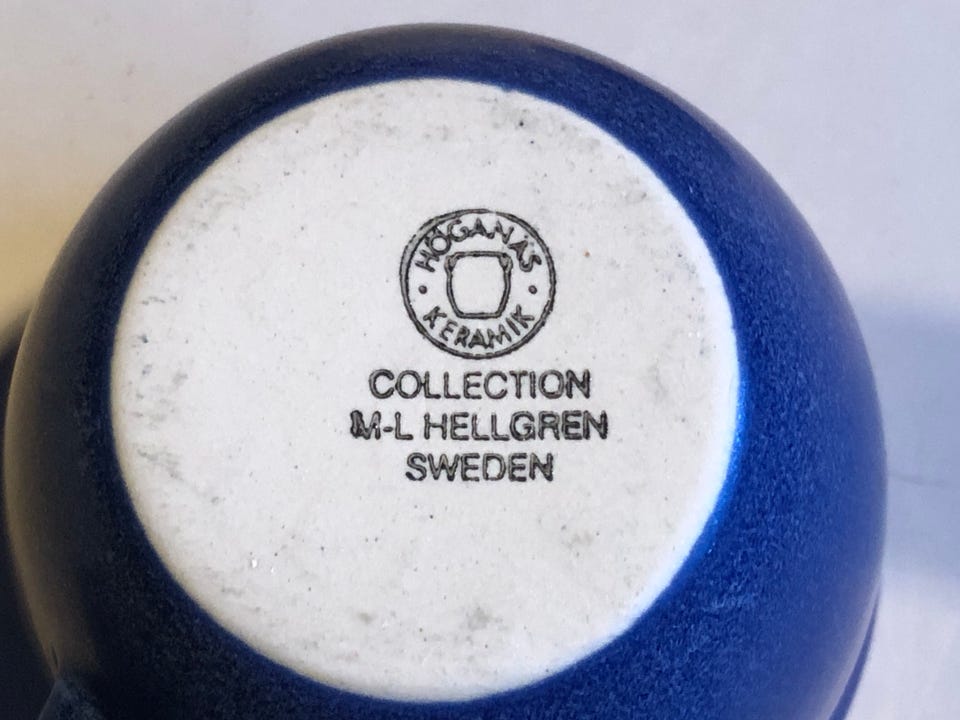 HÖGANÄS
KERAMIK
COLLECTION
M-L HELLGREN
SWEDEN